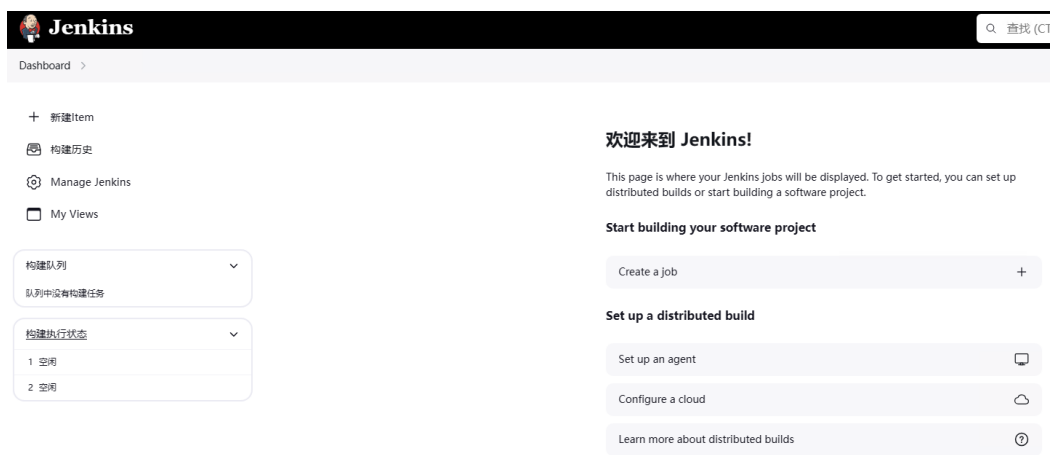 Jenkins
查找 (CT
Dashboard
新建Item
构建历史
Manage Jenkins
My Views
构建队列
队列中没有构建任务
构建执行状态
1 空闲
2 空闲
欢迎来到 Jenkins!
This page is where your Jenkins jobs will be displayed. To get started, you can set up
distributed builds or start building a software project.
Start building your software project
Create a job
Set up a distributed build
Set up an agent
Configure a cloud
Learn more about distributed builds